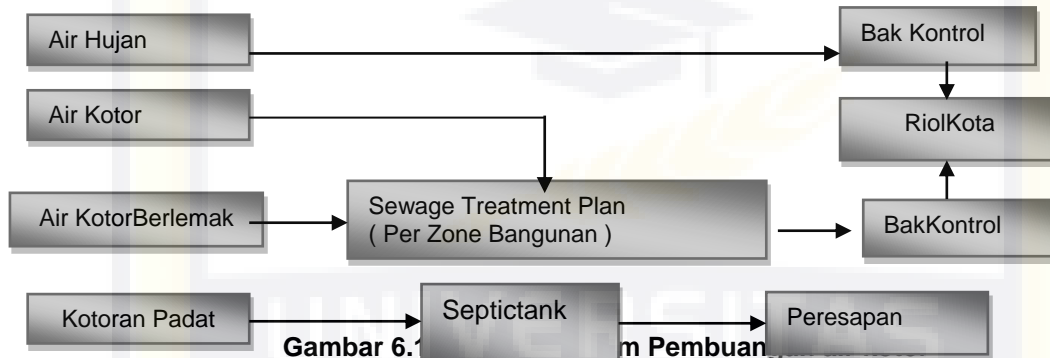 Air Hujan
Bak Kontrol
Air Kotor
RiolKota
Air KotorBerlemak
Sewage Treatment Plan
( Per Zone Bangunan )
BakKontrol
Kotoran Padat
Septictank
Peresapan
Gambar 6.1
m Pembuan